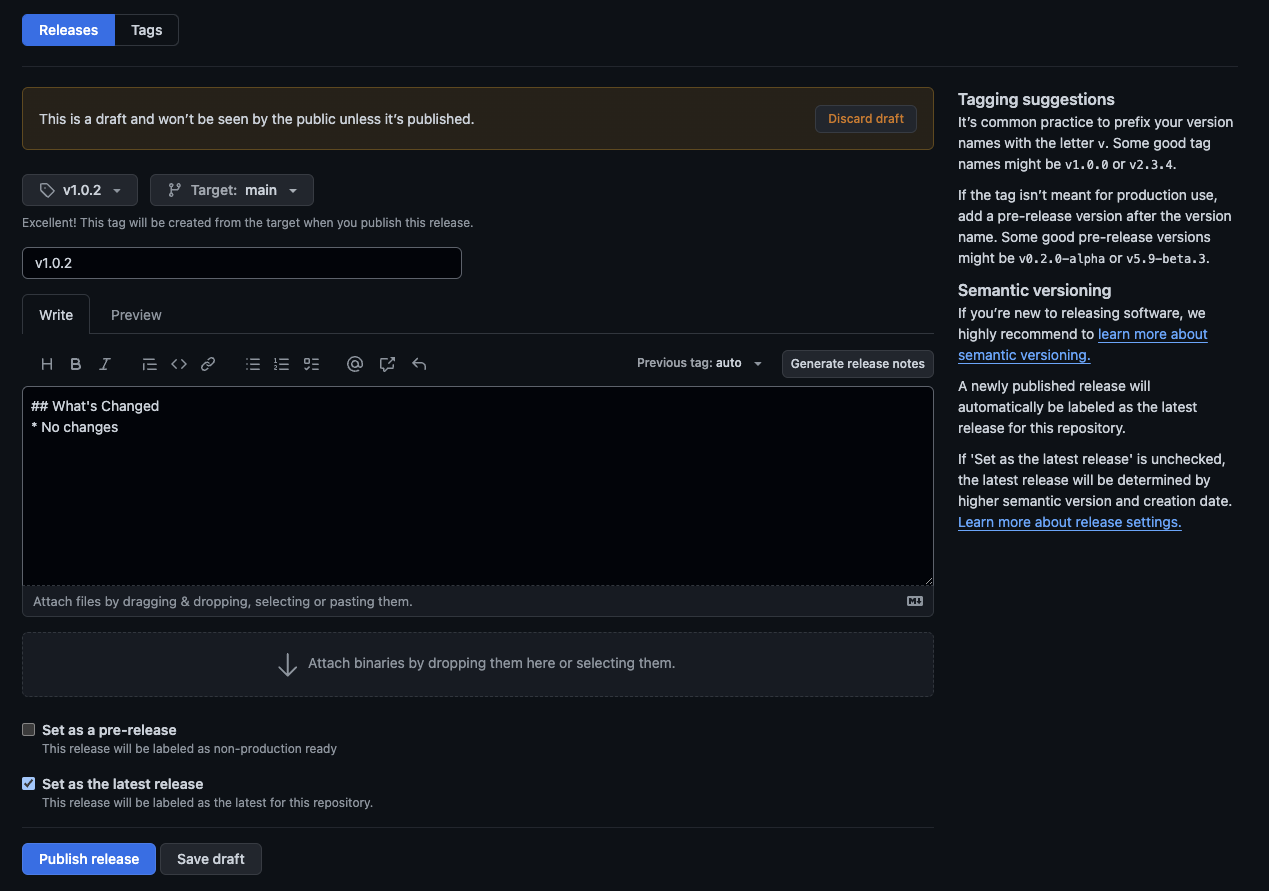 Releases Tags
This is a draft and won’t be seen by the public unless it’s published.
Discard draft
v1.0.2
Target: main
Excellent! This tag will be created from the target when you publish this release.
v1.0.2
Write Preview
Previous tag: auto
Generate release notes
## What's Changed
* No changes
Attach files by dragging & dropping, selecting or pasting them.
Attach binaries by dropping them here or selecting them.
Set as a pre-release
This release will be labeled as non-production ready
Set as the latest release
This release will be labeled as the latest for this repository.
Publish release Save draft
Tagging suggestions
It’s common practice to prefix your version
names with the letter v. Some good tag
names might be v1.0.0 or v2.3.4.
If the tag isn’t meant for production use,
add a pre-release version after the version
name. Some good pre-release versions
might be v0.2.0-alpha or v5.9-beta.3.
Semantic versioning
If you’re new to releasing software, we
highly recommend to learn more about
semantic versioning.
A newly published release will
automatically be labeled as the latest
release for this repository.
If 'Set as the latest release' is unchecked,
the latest release will be determined by
higher semantic version and creation date.
Learn more about release settings.